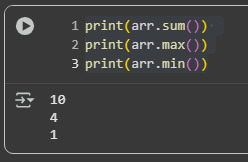 1 print(arr.sum())
2 print(arr.max())
3 print(arr.min())
10
4
1